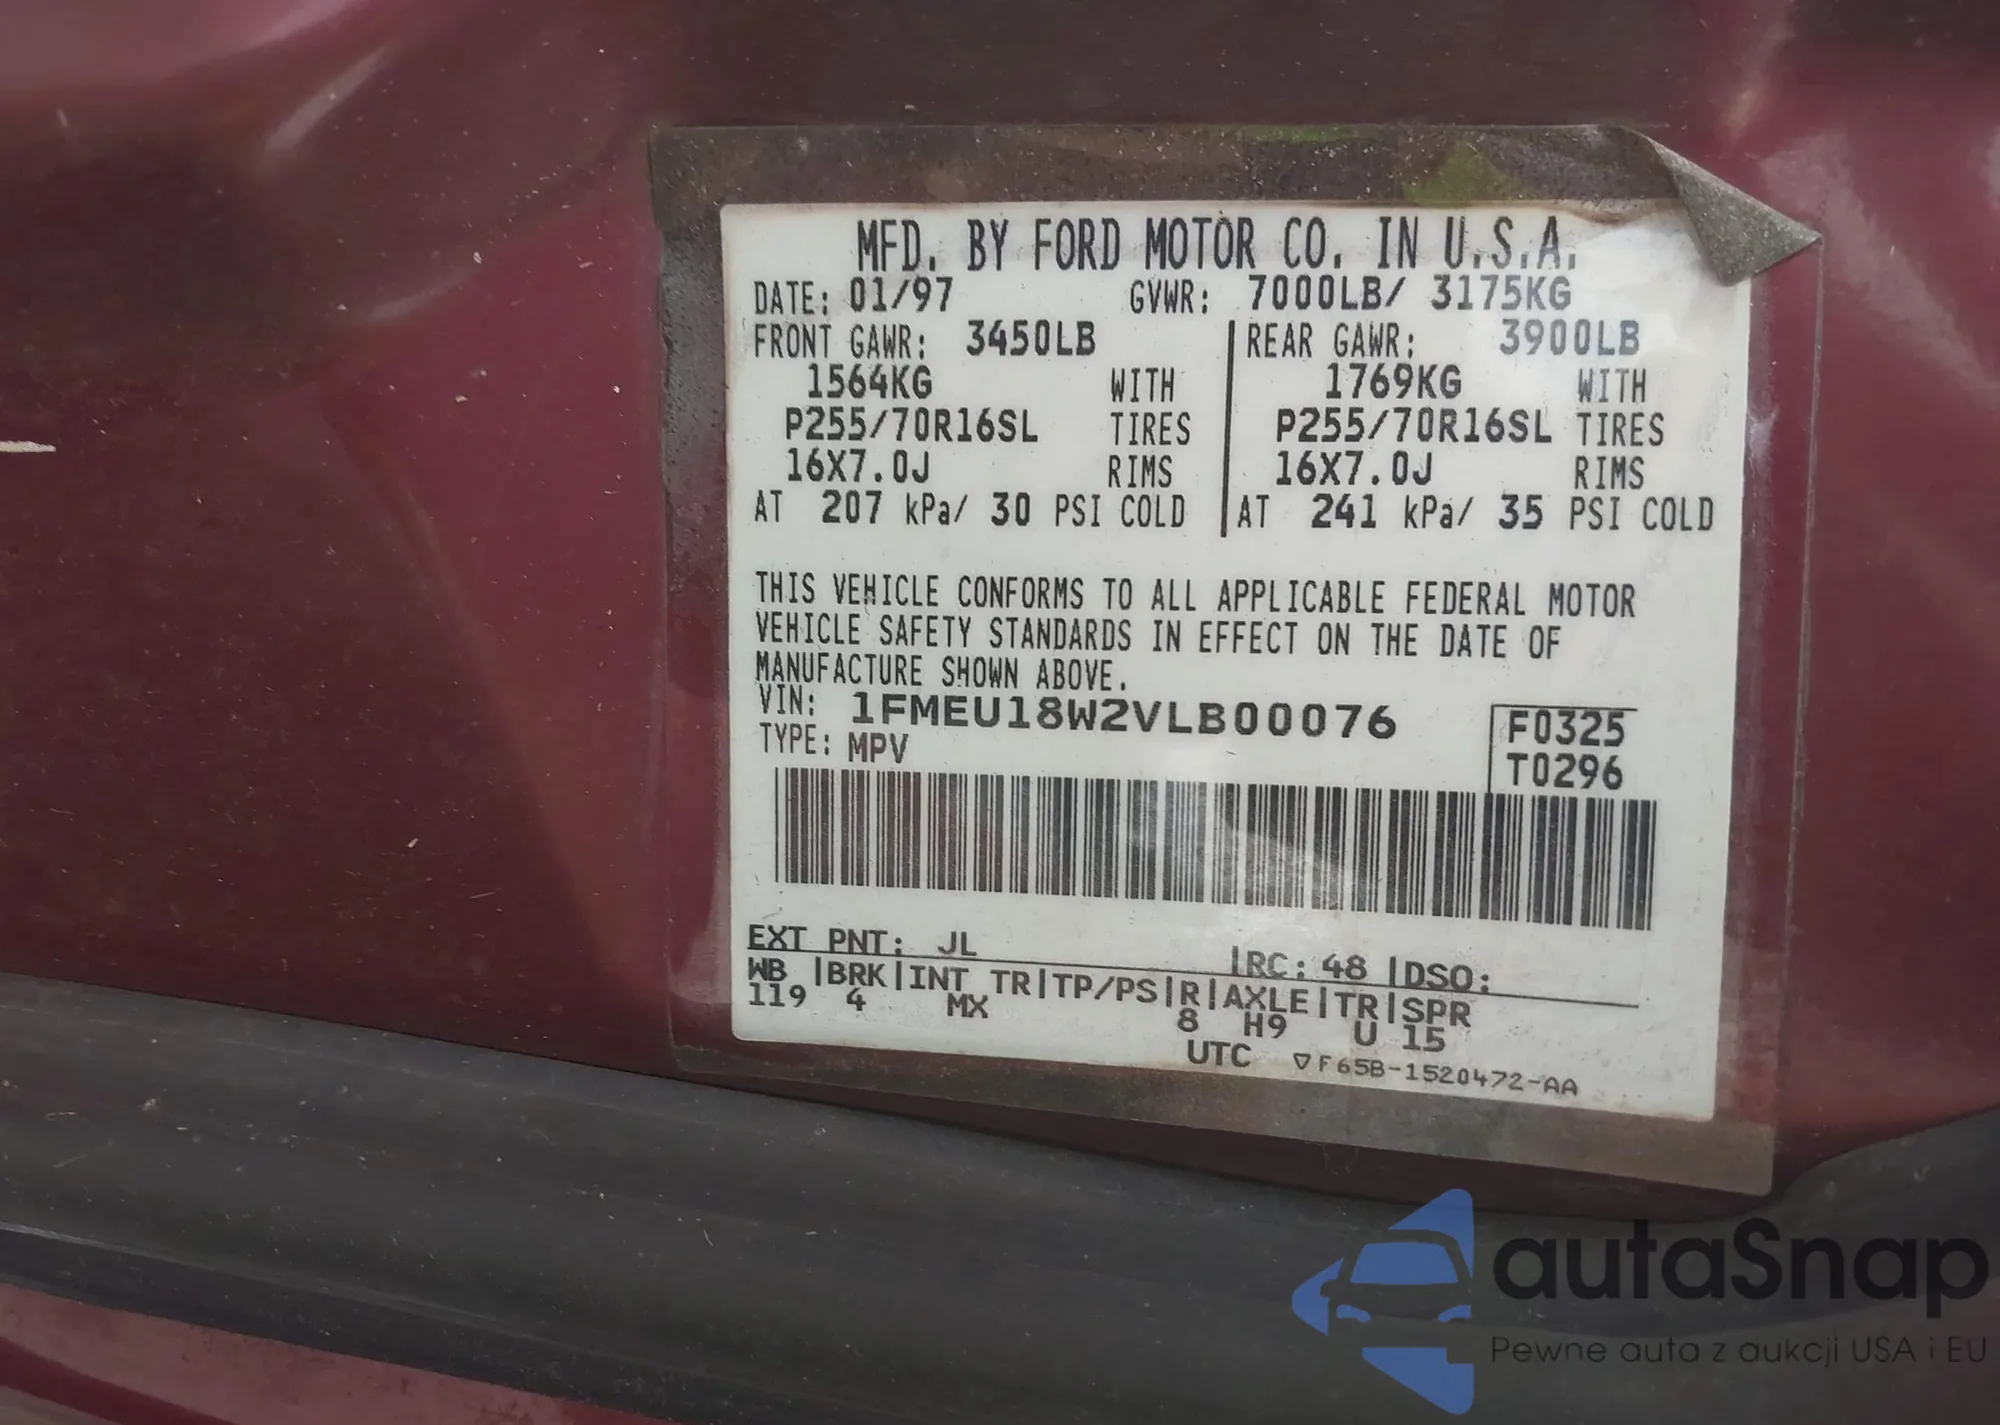 MFD. BY FORD MOTOR CO. IN U.S.A.
DATE: 01/97 GVWR: 7000LB/ 3175KG
FRONT GAWR: 3450LB REAR GAWR: 3900LB
1564KG WITH 1769KG WITH
P255/70R16SL TIRES P255/70R16SL TIRES
16X7.0J RIMS 16X7.0J RIMS
AT 207 kPa/ 30 PSI COLD AT 241 kPa/ 35 PSI COLD
THIS VEHICLE CONFORMS TO ALL APPLICABLE FEDERAL MOTOR
VEHICLE SAFETY STANDARDS IN EFFECT ON THE DATE OF
MANUFACTURE SHOWN ABOVE.
VIN: 1FMEU18W2VLB00076 F0325
TYPE: MPV T0296
EXT PNT: JL RC: 48 DSO:
WB BRK INT TR TP/PS R AXLE TR SPR
119 4 MX 8 H9 U 15
UTC ▽F65B-1520472-AA
autaSnap
Pewne auta z aukcji USA i EU